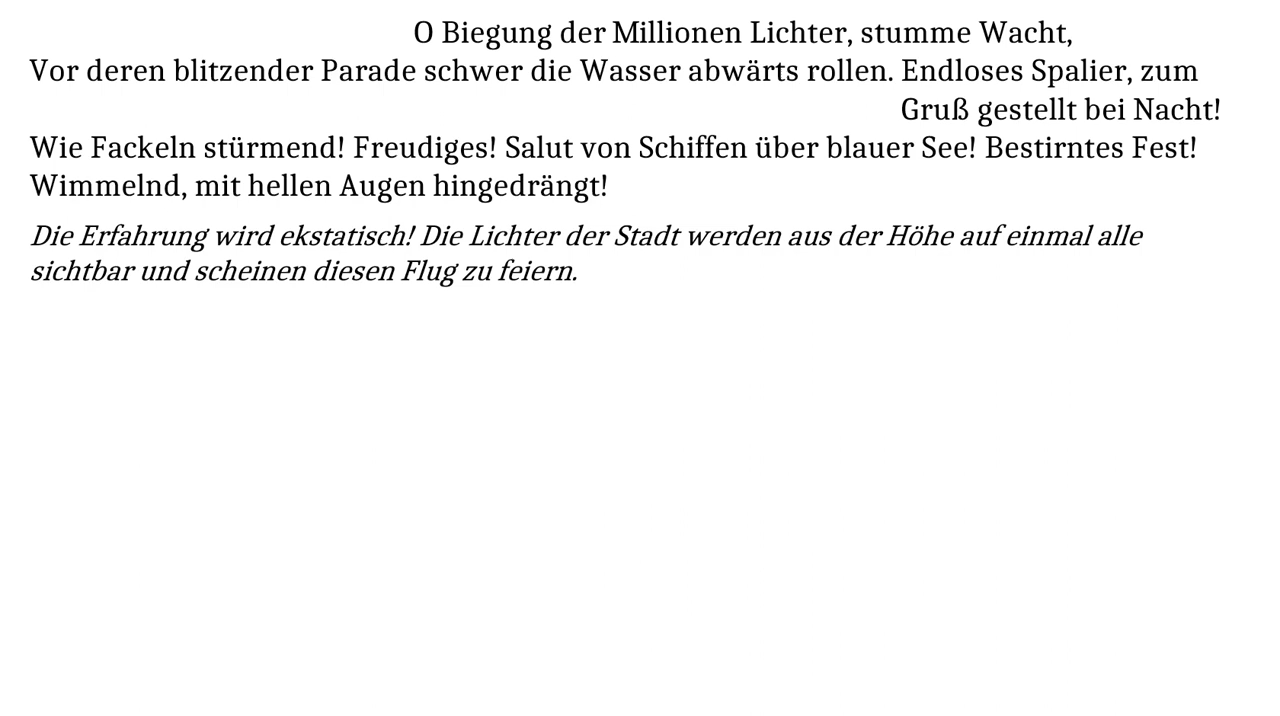 O Biegung der Millionen Lichter, stumme Wacht,
Vor deren blitzender Parade schwer die Wasser abwärts rollen. Endloses Spalier, zum
Gruß gestellt bei Nacht!
Wie Fackeln stürmend! Freudiges! Salut von Schiffen über blauer See! Bestirntes Fest!
Wimmelnd, mit hellen Augen hingedrängt!
Die Erfahrung wird ekstatisch! Die Lichter der Stadt werden aus der Höhe auf einmal alle
sichtbar und scheinen diesen Flug zu feiern.